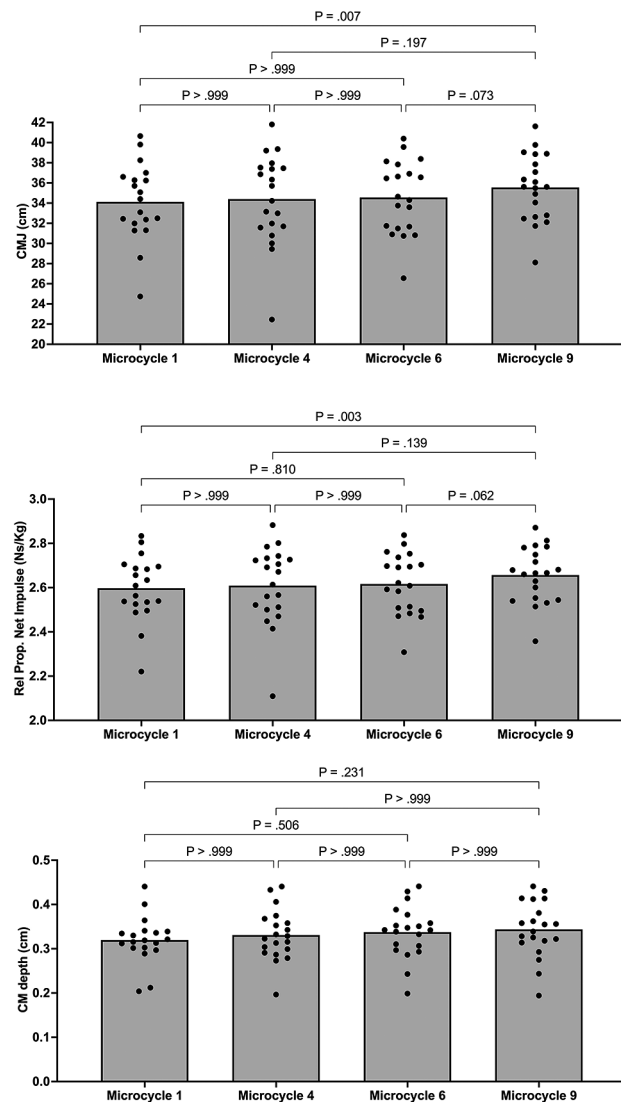 P = .007
P = .197
P > .999
P > .999 P > .999 P = .073
CMJ (cm)
42
40
38
36
34
32
30
28
26
24
22
20
Microcycle 1 Microcycle 4 Microcycle 6 Microcycle 9
P = .003
P = .139
P = .810
P > .999 P > .999 P = .062
Rel Prop. Net Impulse (Ns/Kg)
3.0
2.8
2.6
2.4
2.2
2.0
Microcycle 1 Microcycle 4 Microcycle 6 Microcycle 9
P = .231
P > .999
P = .506
P > .999 P > .999 P > .999
CM depth (cm)
0.5
0.4
0.3
0.2
0.1
0.0
Microcycle 1 Microcycle 4 Microcycle 6 Microcycle 9